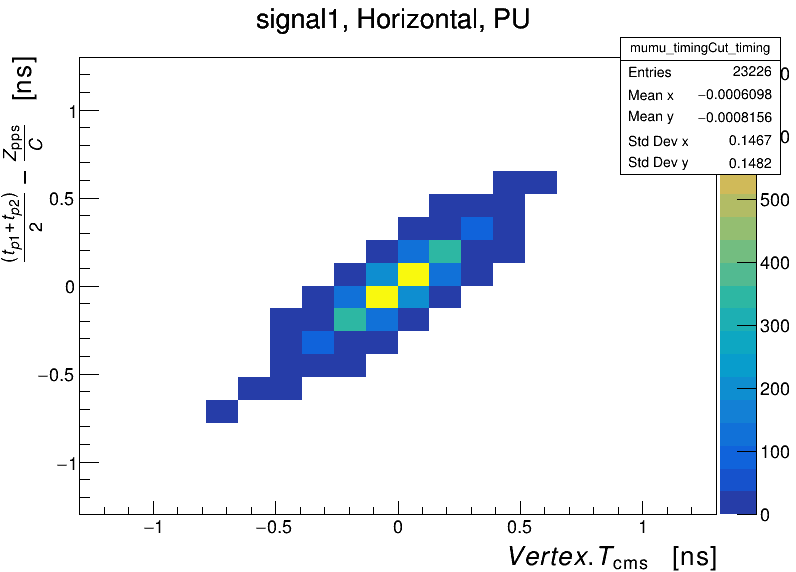 signal1, Horizontal, PU
mumu_timingCut_timing
Entries 23226
Mean x −0.0006098
Mean y −0.0008156
Std Dev x 0.1467
Std Dev y 0.1482
(t_p1+t_p2)/2 − Z_pps/C [ns]
1
0.5
0
−0.5
−1
−1 −0.5 0 0.5 1
Vertex.T_cms [ns]
0
0
500
400
300
200
100
0